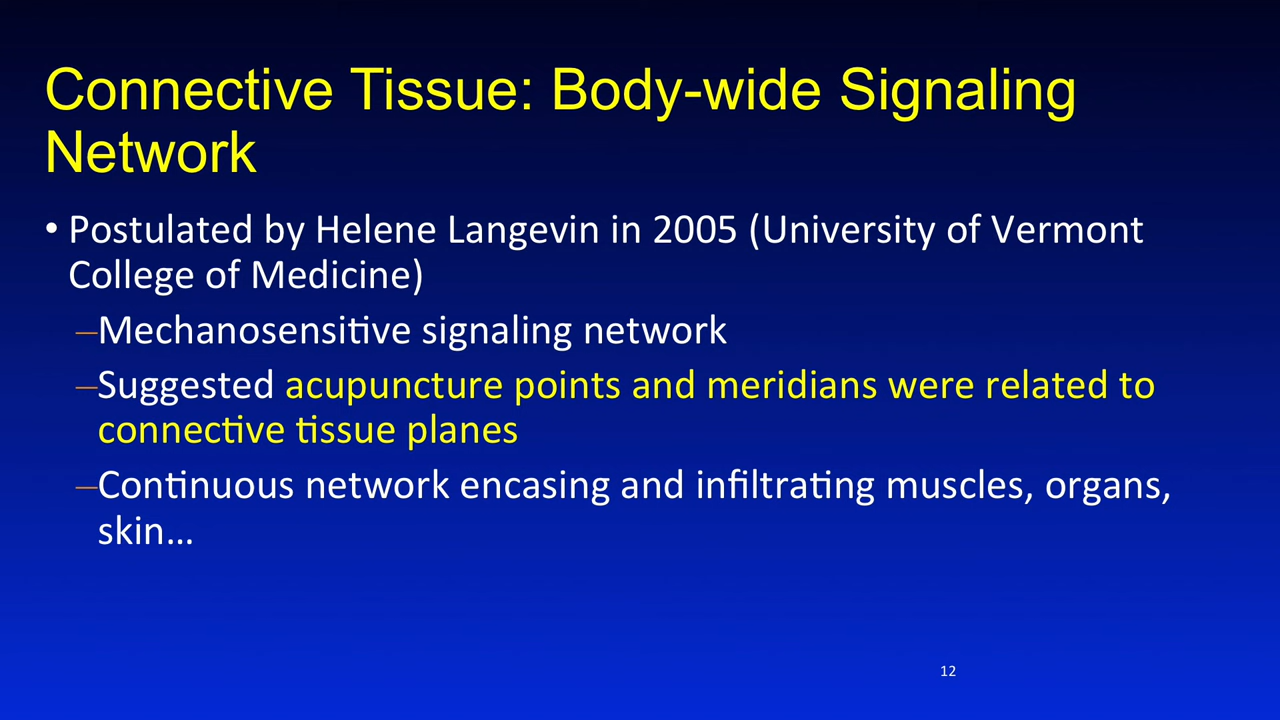 Connective Tissue: Body-wide Signaling
Network
• Postulated by Helene Langevin in 2005 (University of Vermont
College of Medicine)
–Mechanosensitive signaling network
–Suggested acupuncture points and meridians were related to
connective tissue planes
–Continuous network encasing and infiltrating muscles, organs,
skin…
12